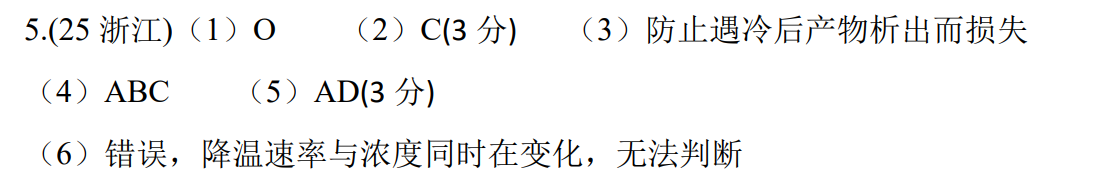 5.(25 浙江)（1）O （2）C(3 分) （3）防止遇冷后产物析出而损失
（4）ABC （5）AD(3 分)
（6）错误，降温速率与浓度同时在变化，无法判断